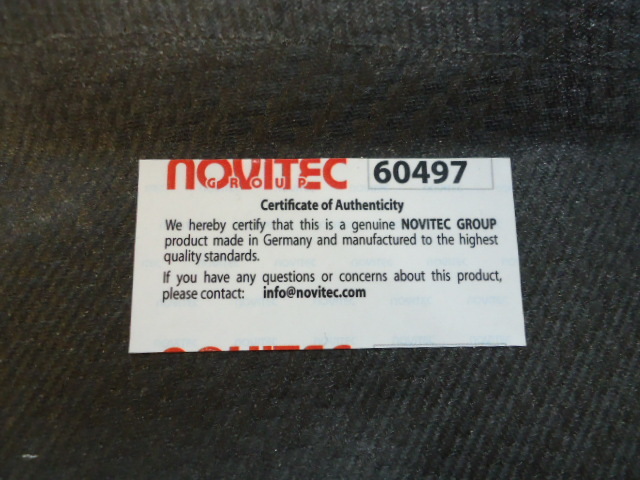 NOVITEC 60497
GROUP
Certificate of Authenticity
We hereby certify that this is a genuine NOVITEC GROUP
product made in Germany and manufactured to the highest
quality standards.
If you have any questions or concerns about this product,
please contact: info@novitec.com
NOVITEC